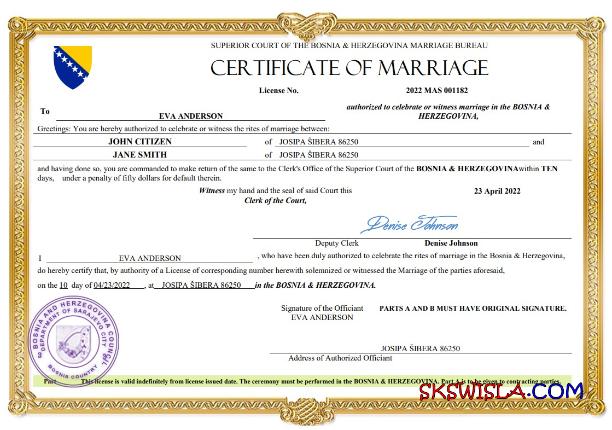 SUPERIOR COURT OF THE BOSNIA & HERZEGOVINA MARRIAGE BUREAU
CERTIFICATE OF MARRIAGE
License No. 2022 MAS 001182
To EVA ANDERSON authorized to celebrate or witness marriage in the BOSNIA &
HERZEGOVINA,
Greetings: You are hereby authorized to celebrate or witness the rites of marriage between:
JOHN CITIZEN of JOSIPA ŠIBERA 86250 and
JANE SMITH of JOSIPA ŠIBERA 86250
and having done so, you are commanded to make return of the same to the Clerk's Office of the Superior Court of the BOSNIA & HERZEGOVINAwithin TEN
days, under a penalty of fifty dollars for default therein.
Witness my hand and the seal of said Court this 23 April 2022
Clerk of the Court,
Denise Johnson
Deputy Clerk Denise Johnson
I EVA ANDERSON , who have been duly authorized to celebrate the rites of marriage in the Bosnia & Herzegovina,
do hereby certify that, by authority of a License of corresponding number herewith solemnized or witnessed the Marriage of the parties aforesaid,
on the 10 day of 04/23/2022 , at JOSIPA ŠIBERA 86250 in the BOSNIA & HERZEGOVINA.
Signature of the Officiant PARTS A AND B MUST HAVE ORIGINAL SIGNATURE.
EVA ANDERSON
BOSNIA AND HERZEGOVINA COUNCIL
DEPARTMENT OF SARAJEVO CITY
BOSNIA COUNTRY
JOSIPA ŠIBERA 86250
Address of Authorized Officiant
Part This license is valid indefinitely from license issued date. The ceremony must be performed in the BOSNIA & HERZEGOVINA. Part A is to be given to contracting parties.
SKSWISLA.COM